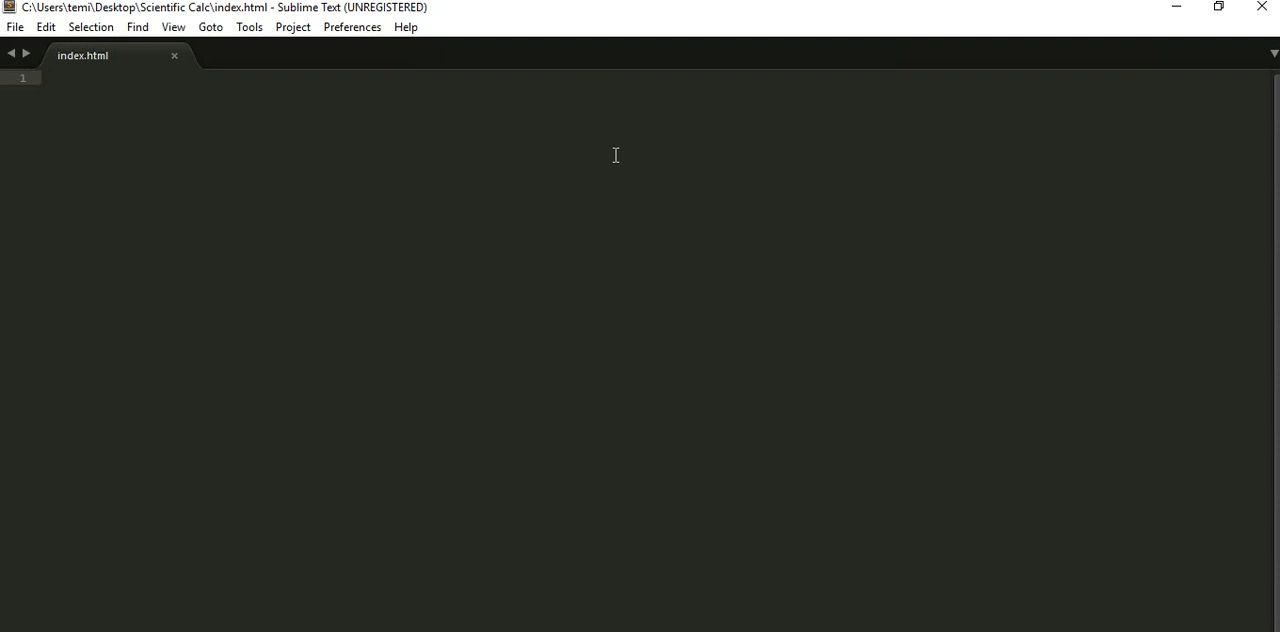 C:\Users\temi\Desktop\Scientific Calc\index.html - Sublime Text (UNREGISTERED)
File Edit Selection Find View Goto Tools Project Preferences Help
index.html
1